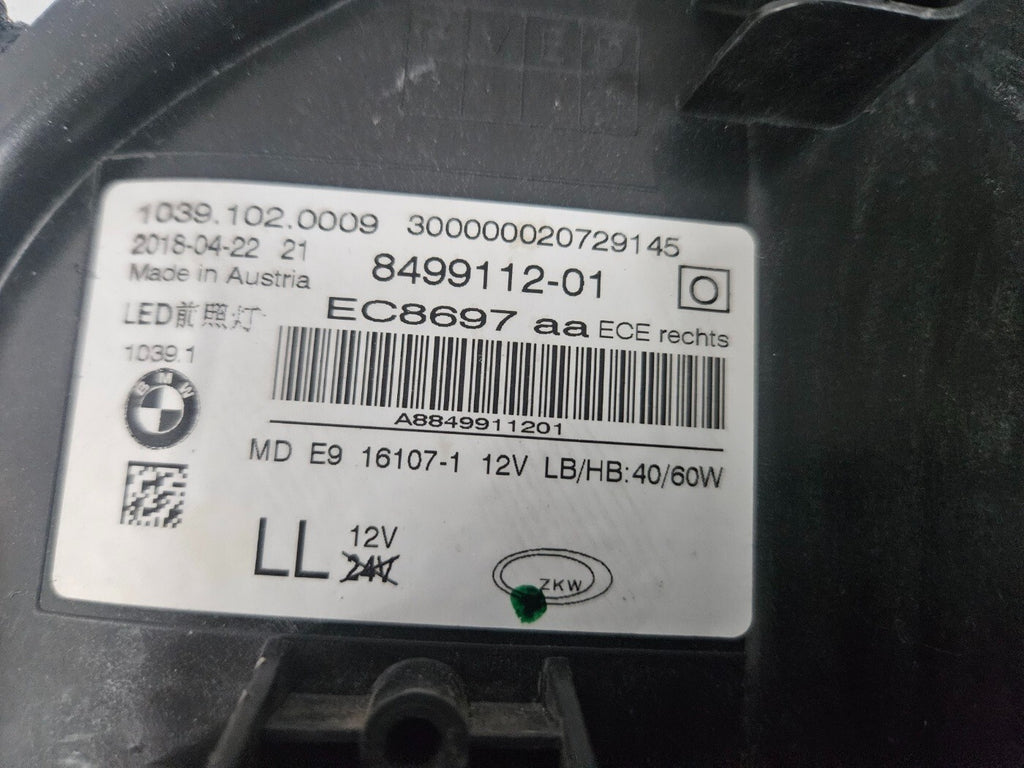 1039.102.0009 300000020729145
2018-04-22 21
8499112-01
Made in Austria
O
LED前照灯
EC8697 aa ECE rechts
1039.1
BMW
A8849911201
MD E9 16107-1 12V LB/HB:40/60W
LL
12V
24V
ZKW